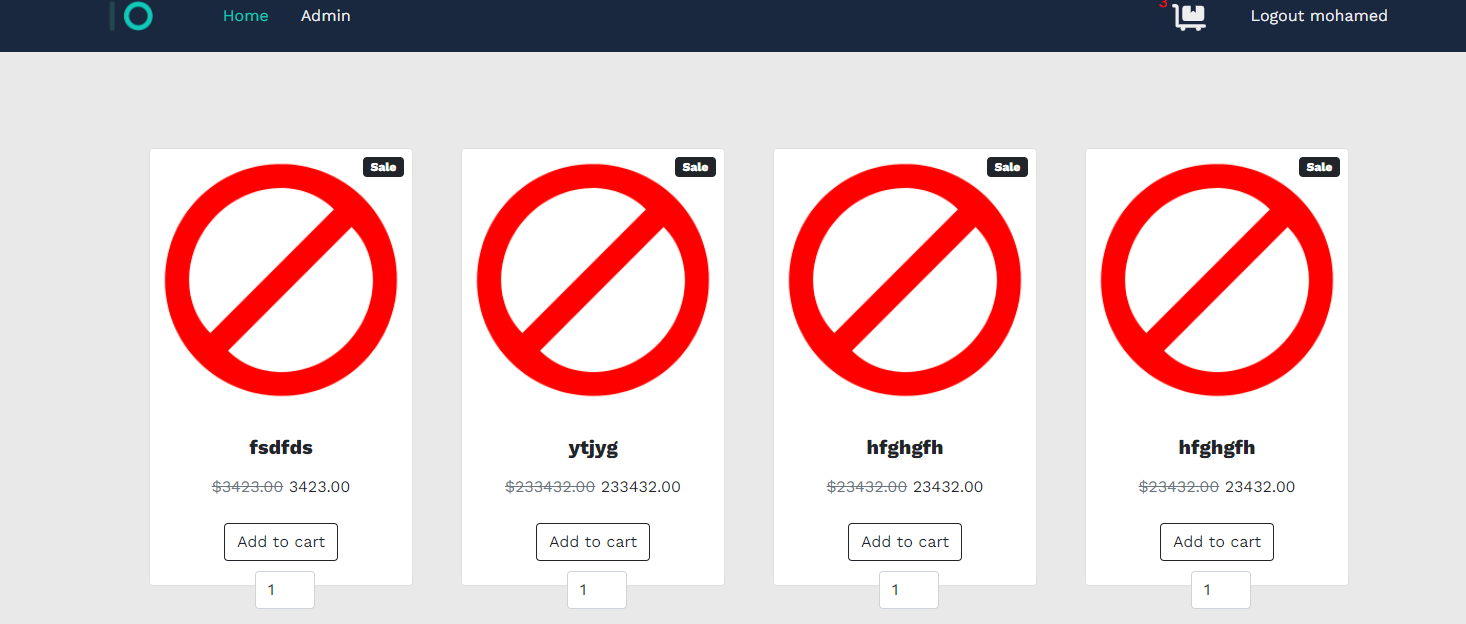 Home Admin 3 Logout mohamed
Sale Sale Sale Sale
fsdfds ytjyg hfghgfh hfghgfh
$3423.00 3423.00 $233432.00 233432.00 $23432.00 23432.00 $23432.00 23432.00
Add to cart Add to cart Add to cart Add to cart
1 1 1 1